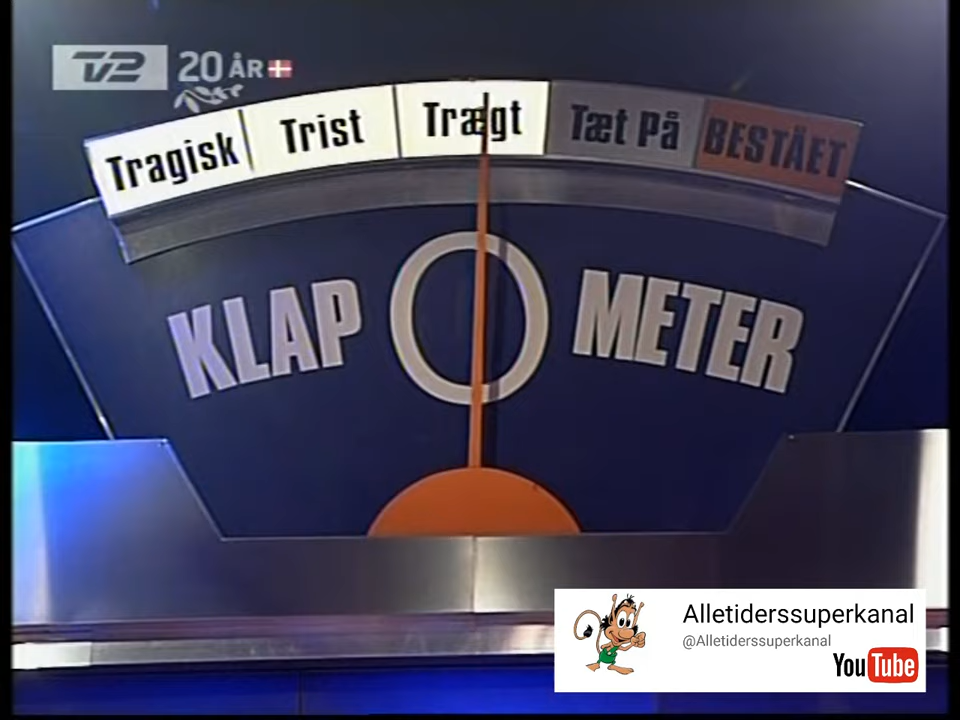 TV2 20 ÅR
Tragisk Trist Trægt Tæt På BESTÅET
KLAP O METER
Alletiderssuperkanal
@Alletiderssuperkanal
YouTube